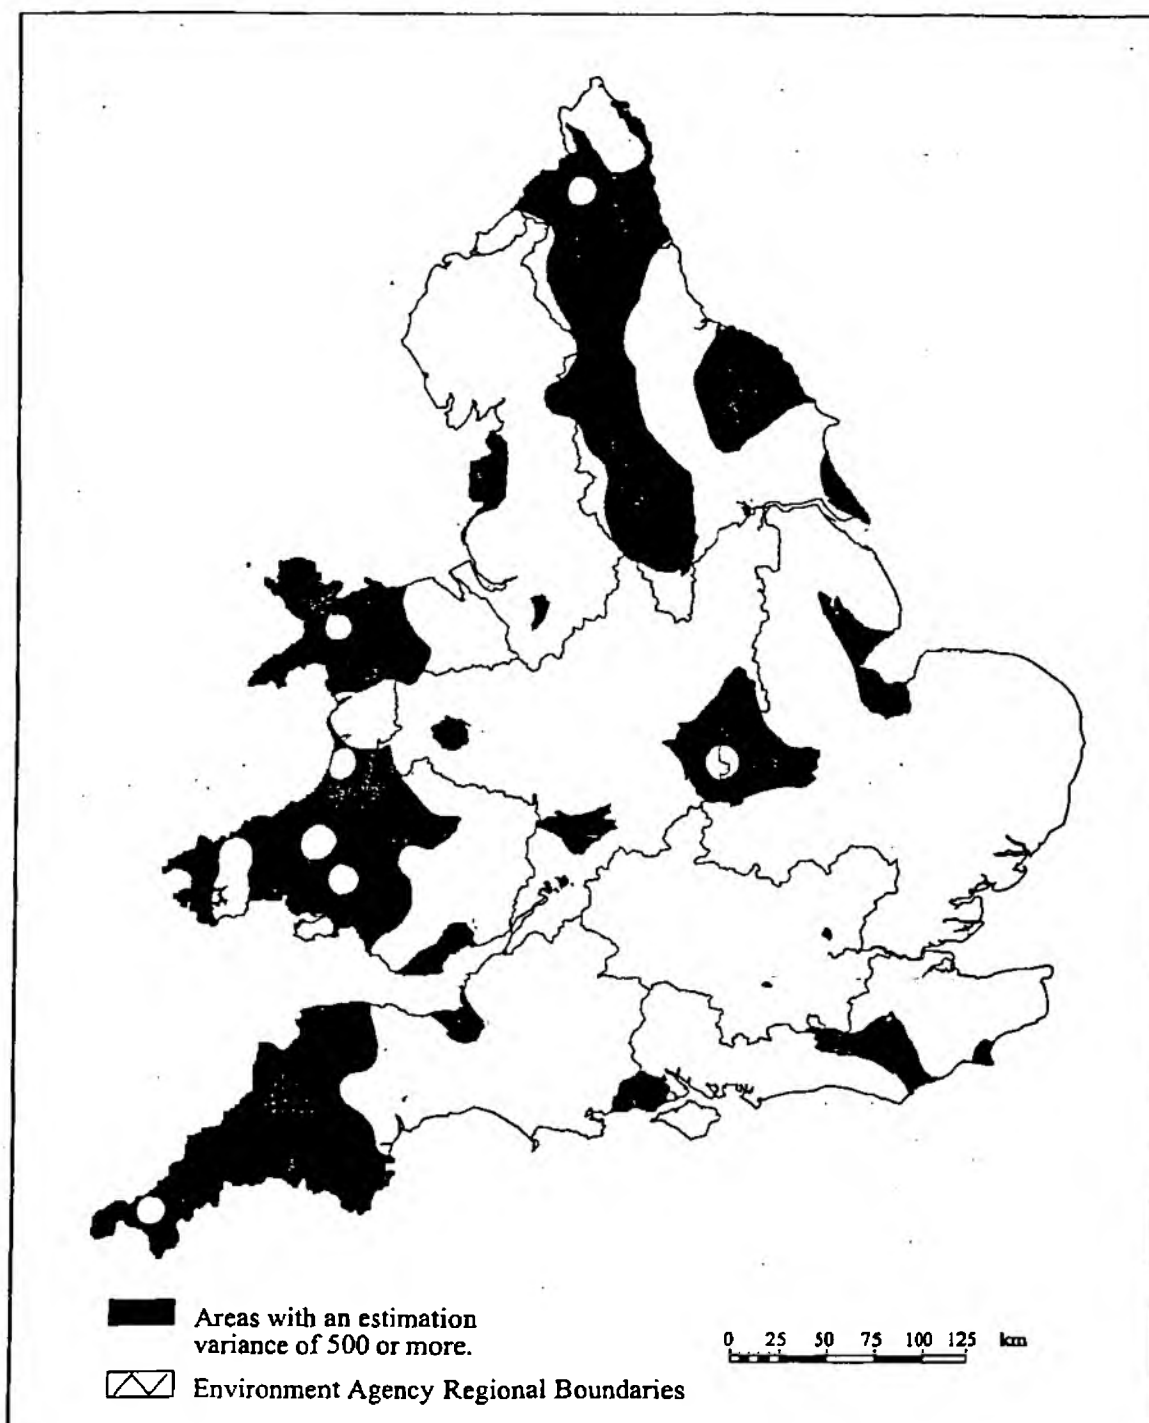 Areas with an estimation
variance of 500 or more.
0 25 50 75 100 125 km
Environment Agency Regional Boundaries